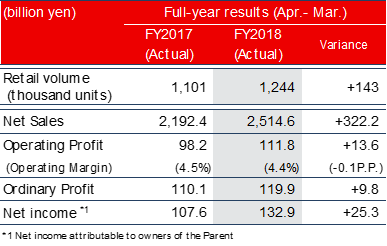 (billion yen) Full-year results (Apr.- Mar.)
FY2017 FY2018 Variance
(Actual) (Actual)
Retail volume
(thousand units) 1,101 1,244 +143
Net Sales 2,192.4 2,514.6 +322.2
Operating Profit 98.2 111.8 +13.6
(Operating Margin) (4.5%) (4.4%) (-0.1P.P.)
Ordinary Profit 110.1 119.9 +9.8
Net income *1 107.6 132.9 +25.3
*1 Net income attributable to owners of the Parent